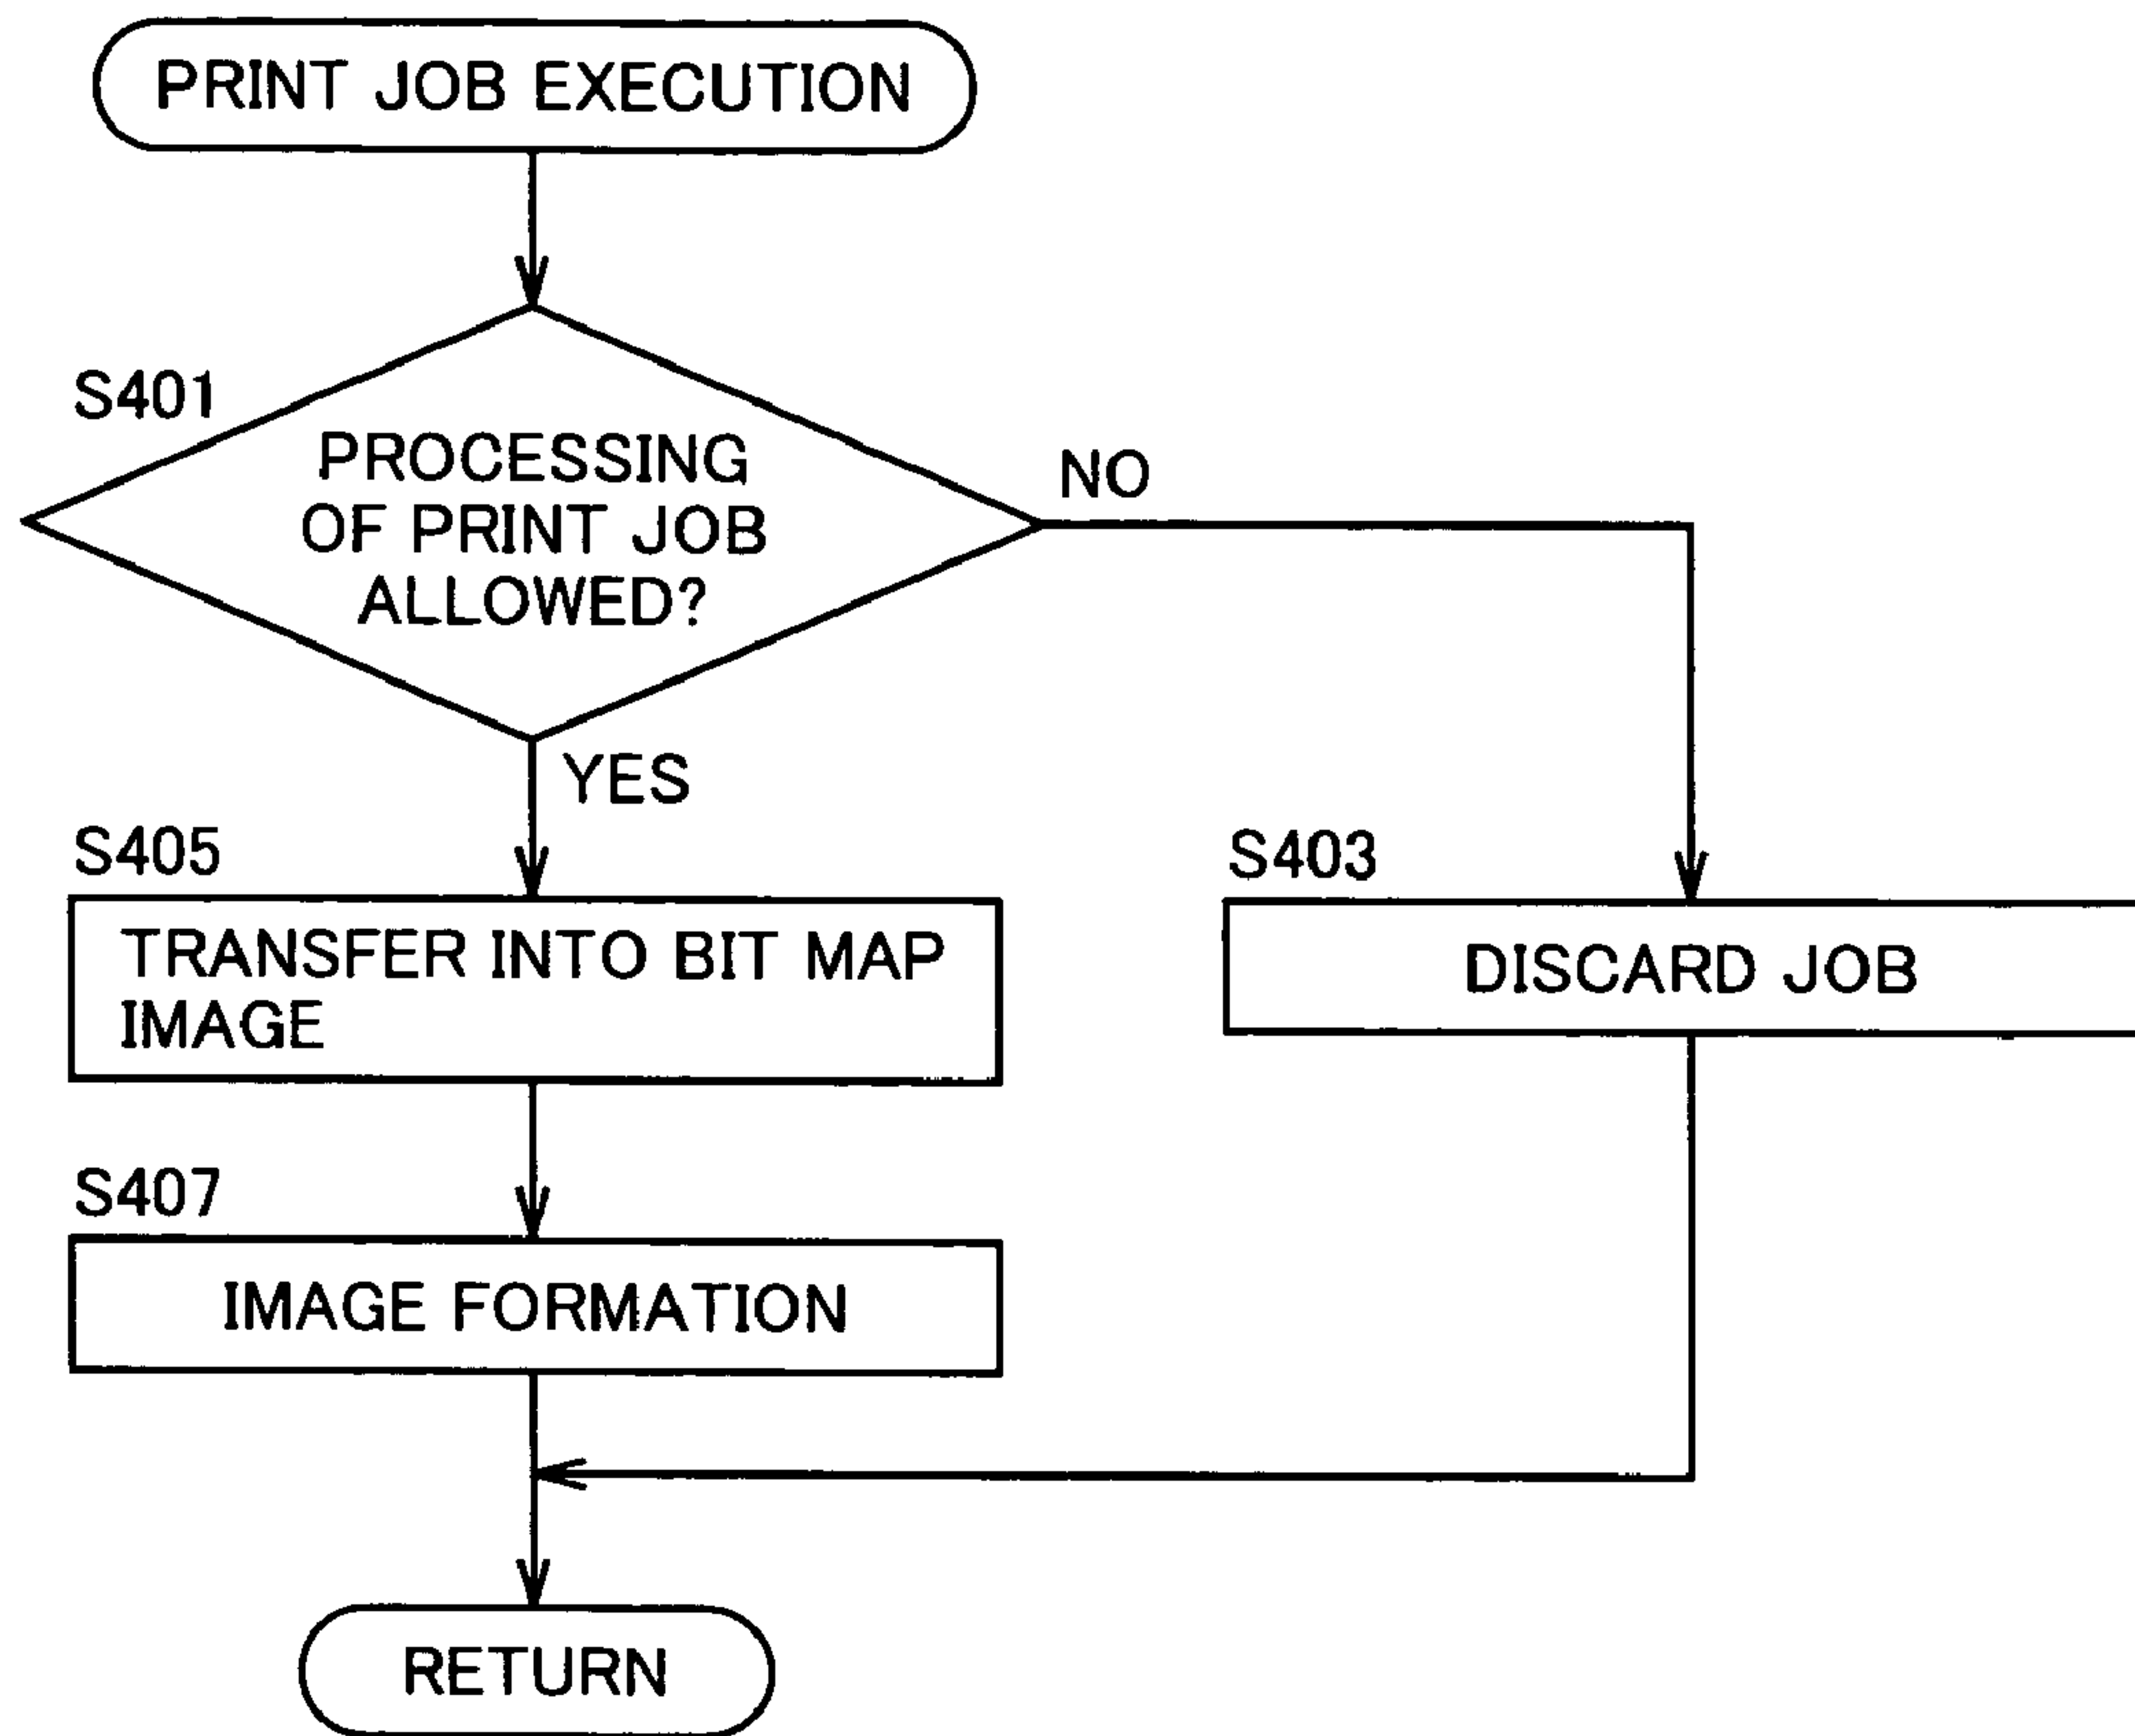 PRINT JOB EXECUTION
S401
PROCESSING
OF PRINT JOB
ALLOWED?
NO
YES
S405
TRANSFER INTO BIT MAP
IMAGE
S403
DISCARD JOB
S407
IMAGE FORMATION
RETURN